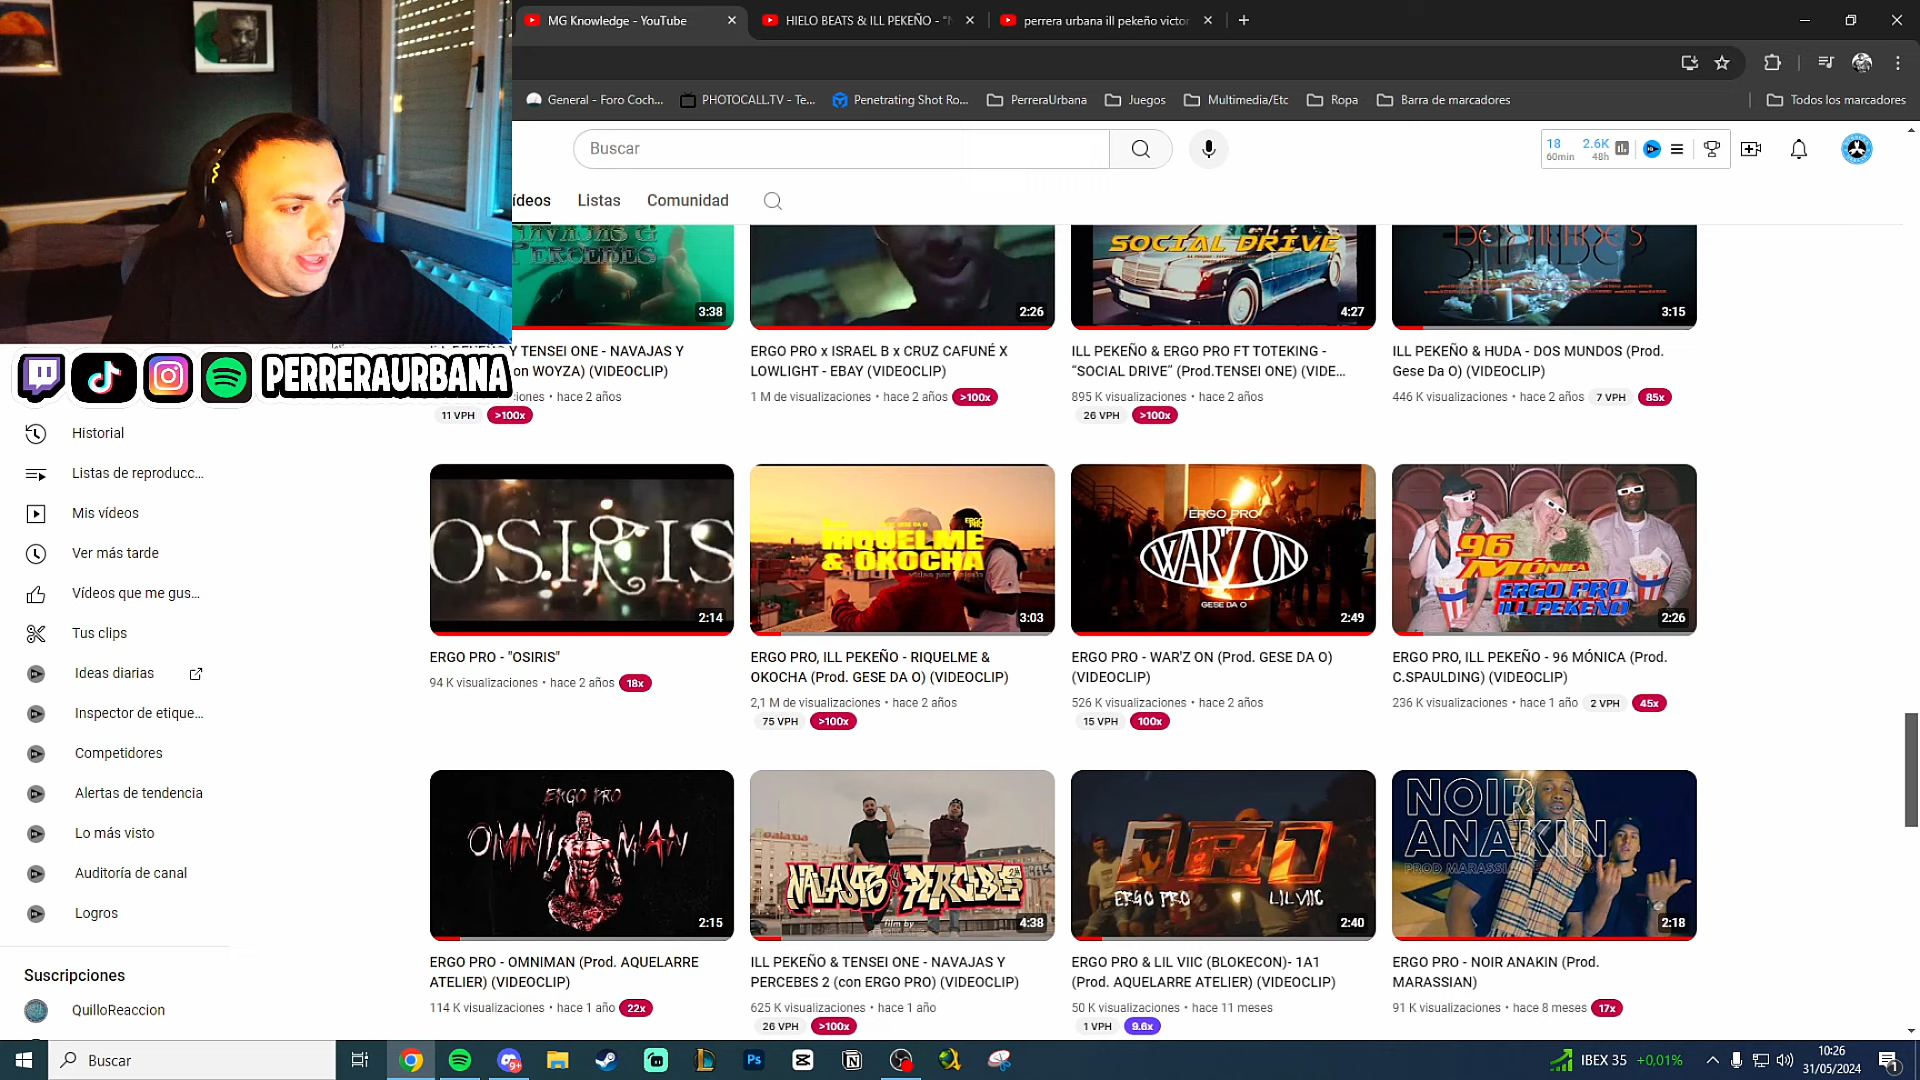 MG Knowledge - YouTube
HIELO BEATS & ILL PEKEÑO - "
perrera urbana ill pekeño victor
General - Foro Coch...
PHOTOCALL.TV - Te...
Penetrating Shot Ro...
PerreraUrbana
Juegos
Multimedia/Etc
Ropa
Barra de marcadores
Todos los marcadores
Buscar
18
60min
2.6K
48h
ídeos
Listas
Comunidad
NAVAJAS
PERCEBES
3:38
2:26
SOCIAL DRIVE
4:27
3:15
Y TENSEI ONE - NAVAJAS Y
on WOYZA) (VIDEOCLIP)
ciones • hace 2 años
11 VPH >100x
ERGO PRO x ISRAEL B x CRUZ CAFUNÉ X
LOWLIGHT - EBAY (VIDEOCLIP)
1 M de visualizaciones • hace 2 años >100x
ILL PEKEÑO & ERGO PRO FT TOTEKING -
“SOCIAL DRIVE” (Prod.TENSEI ONE) (VIDE...
895 K visualizaciones • hace 2 años
26 VPH >100x
ILL PEKEÑO & HUDA - DOS MUNDOS (Prod.
Gese Da O) (VIDEOCLIP)
446 K visualizaciones • hace 2 años 7 VPH 85x
PERRERAURBANA
Historial
Listas de reproducc...
Mis vídeos
Ver más tarde
Vídeos que me gus...
Tus clips
Ideas diarias
Inspector de etique...
Competidores
Alertas de tendencia
Lo más visto
Auditoría de canal
Logros
Suscripciones
QuilloReaccion
OSIRIS
2:14
RIQUELME
& OKOCHA
3:03
ERGO PRO
WAR'Z ON
GESE DA O
2:49
96
MÓNICA
ERGO PRO
ILL PEKEÑO
2:26
ERGO PRO - "OSIRIS"
94 K visualizaciones • hace 2 años 18x
ERGO PRO, ILL PEKEÑO - RIQUELME &
OKOCHA (Prod. GESE DA O) (VIDEOCLIP)
2,1 M de visualizaciones • hace 2 años
75 VPH >100x
ERGO PRO - WAR'Z ON (Prod. GESE DA O)
(VIDEOCLIP)
526 K visualizaciones • hace 2 años
15 VPH 100x
ERGO PRO, ILL PEKEÑO - 96 MÓNICA (Prod.
C.SPAULDING) (VIDEOCLIP)
236 K visualizaciones • hace 1 año 2 VPH 45x
ERGO PRO
OMNIMAN
2:15
NAVAJAS Y PERCEBES
film by
4:38
1A1
ERGO PRO LIL VIIC
2:40
NOIR
ANAKIN
PROD MARASSI
2:18
ERGO PRO - OMNIMAN (Prod. AQUELARRE
ATELIER) (VIDEOCLIP)
114 K visualizaciones • hace 1 año 22x
ILL PEKEÑO & TENSEI ONE - NAVAJAS Y
PERCEBES 2 (con ERGO PRO) (VIDEOCLIP)
625 K visualizaciones • hace 1 año
26 VPH >100x
ERGO PRO & LIL VIIC (BLOKECON)- 1A1
(Prod. AQUELARRE ATELIER) (VIDEOCLIP)
50 K visualizaciones • hace 11 meses
1 VPH 9.6x
ERGO PRO - NOIR ANAKIN (Prod.
MARASSIAN)
91 K visualizaciones • hace 8 meses 17x
Buscar
9+
Ps
IBEX 35 +0,01%
10:26
31/05/2024
1